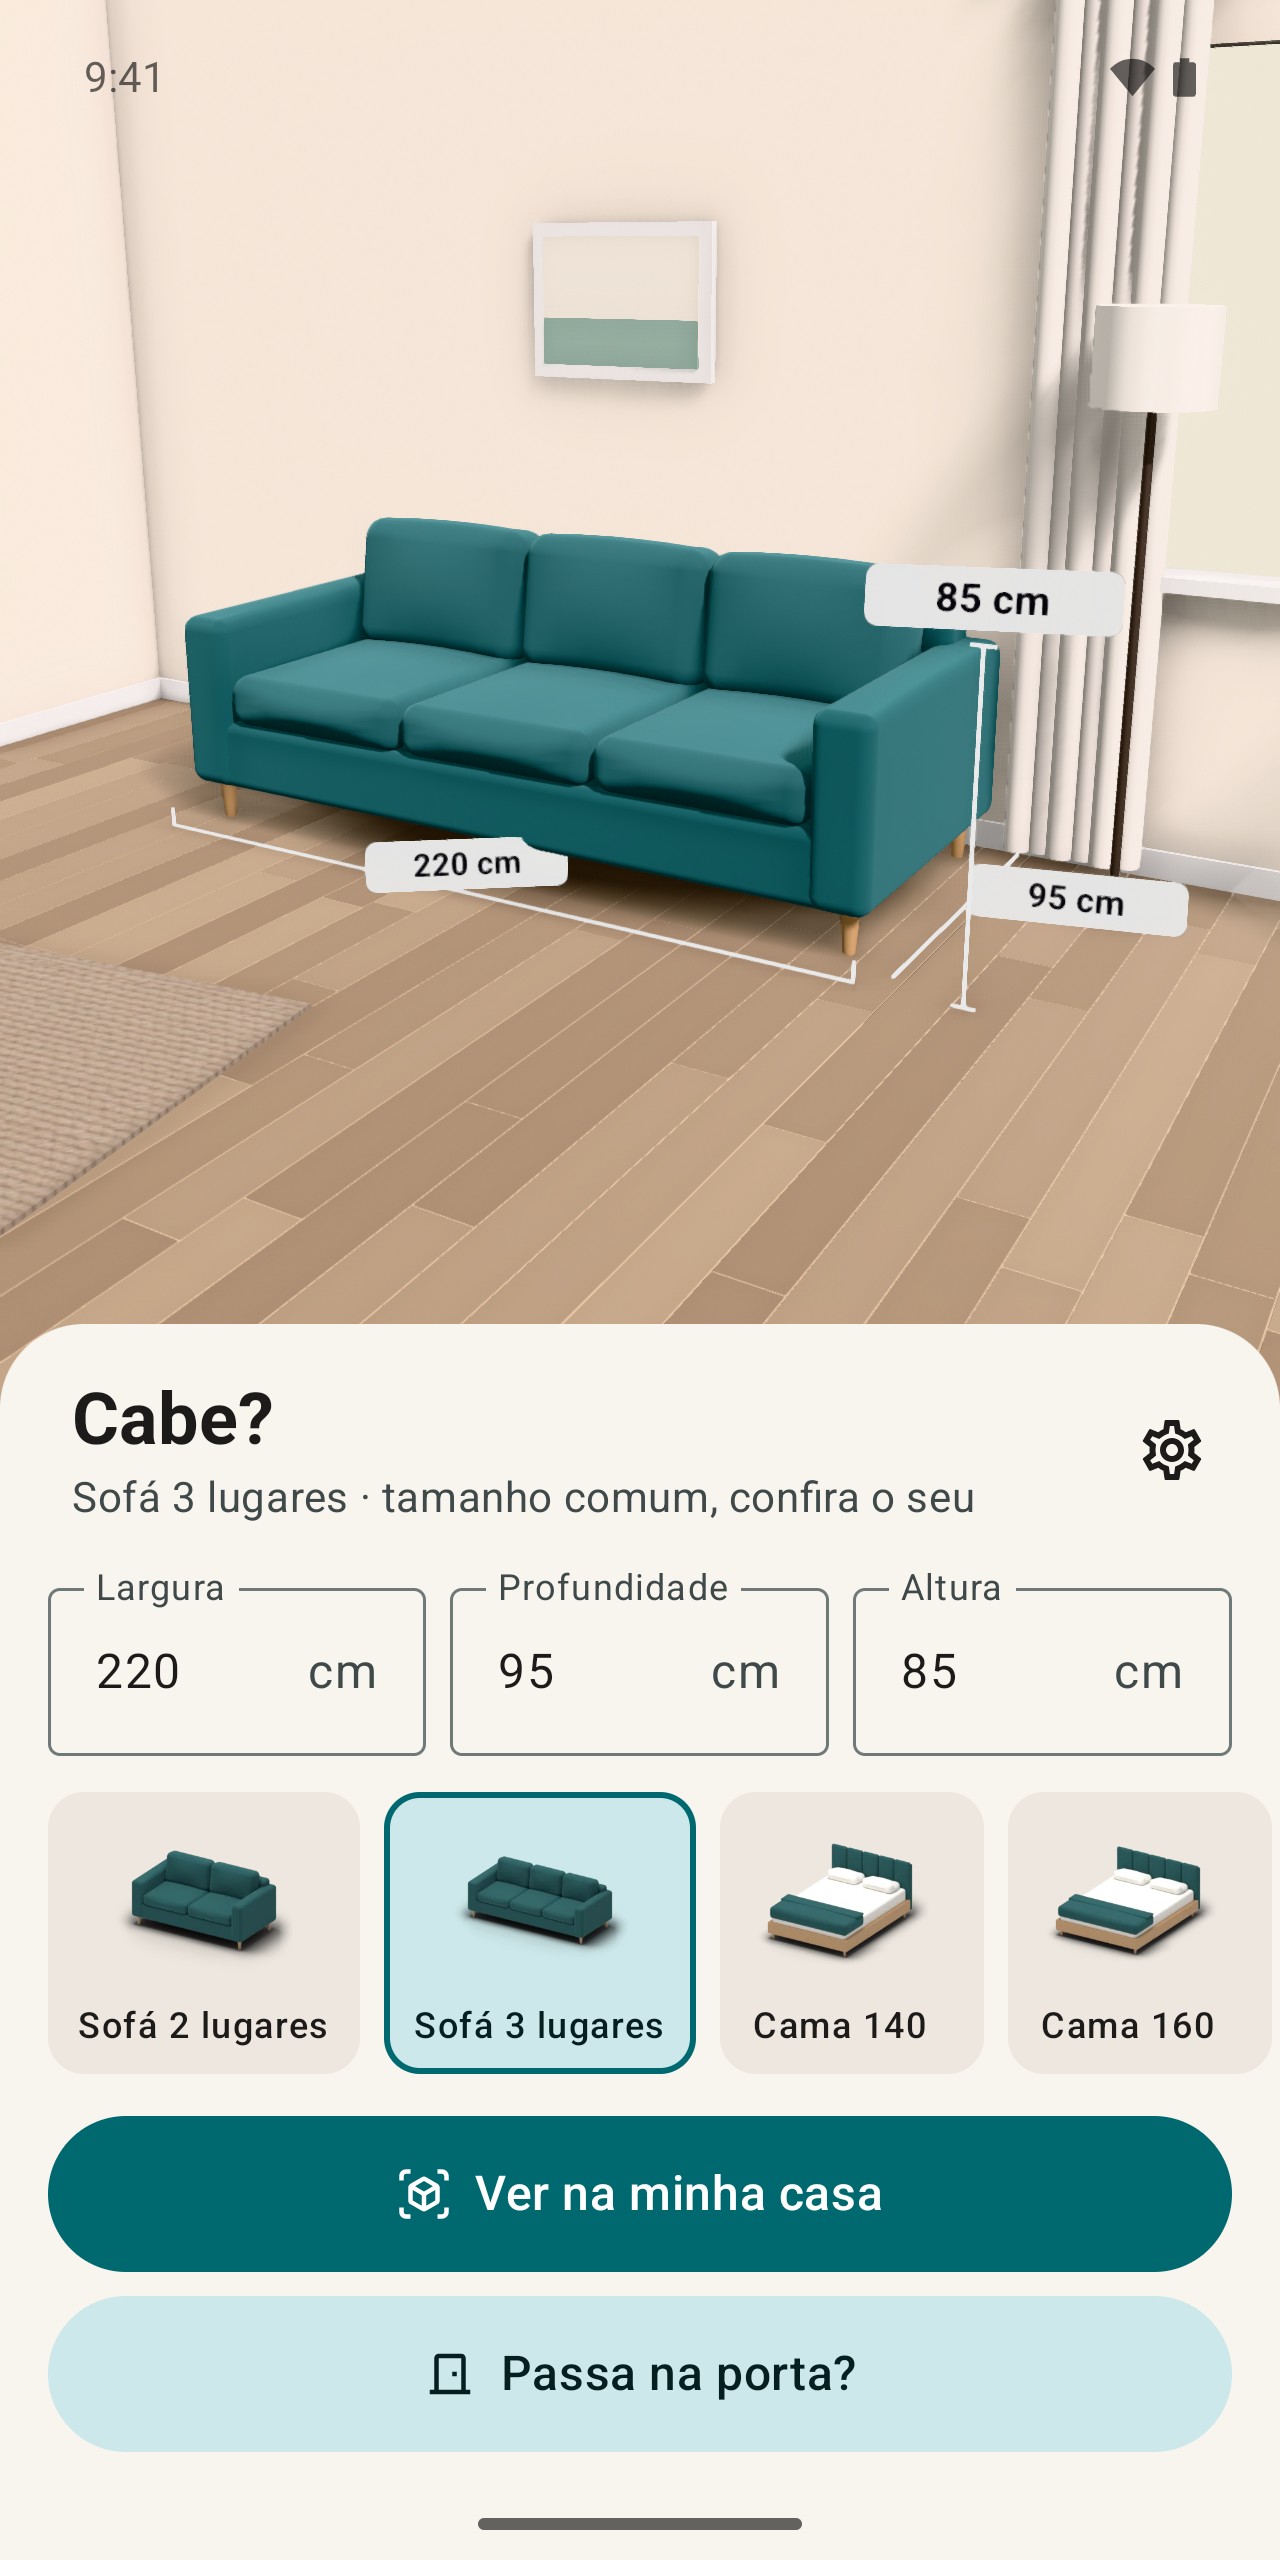 9:41
85 cm
220 cm
95 cm
Cabe?
Sofá 3 lugares · tamanho comum, confira o seu
Largura
Profundidade
Altura
220 cm
95 cm
85 cm
Sofá 2 lugares
Sofá 3 lugares
Cama 140
Cama 160
Ver na minha casa
Passa na porta?